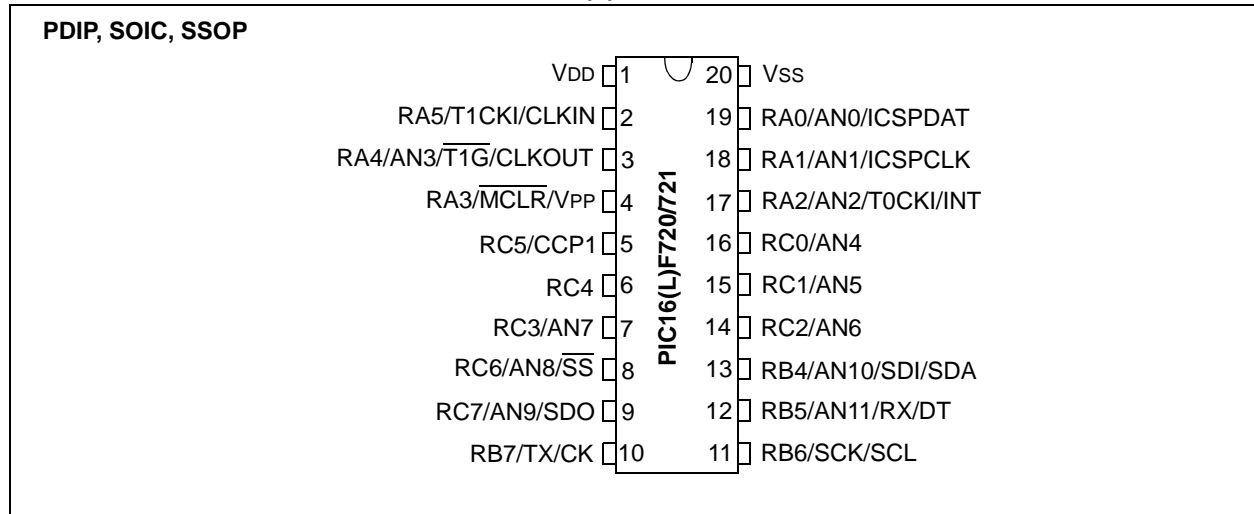 PDIP, SOIC, SSOP
VDD 1 20 VSS
RA5/T1CKI/CLKIN 2 19 RA0/AN0/ICSPDAT
RA4/AN3/T1G/CLKOUT 3 18 RA1/AN1/ICSPCLK
RA3/MCLR/VPP 4 17 RA2/AN2/T0CKI/INT
RC5/CCP1 5 16 RC0/AN4
RC4 6 15 RC1/AN5
RC3/AN7 7 14 RC2/AN6
RC6/AN8/SS 8 13 RB4/AN10/SDI/SDA
RC7/AN9/SDO 9 12 RB5/AN11/RX/DT
RB7/TX/CK 10 11 RB6/SCK/SCL
PIC16(L)F720/721